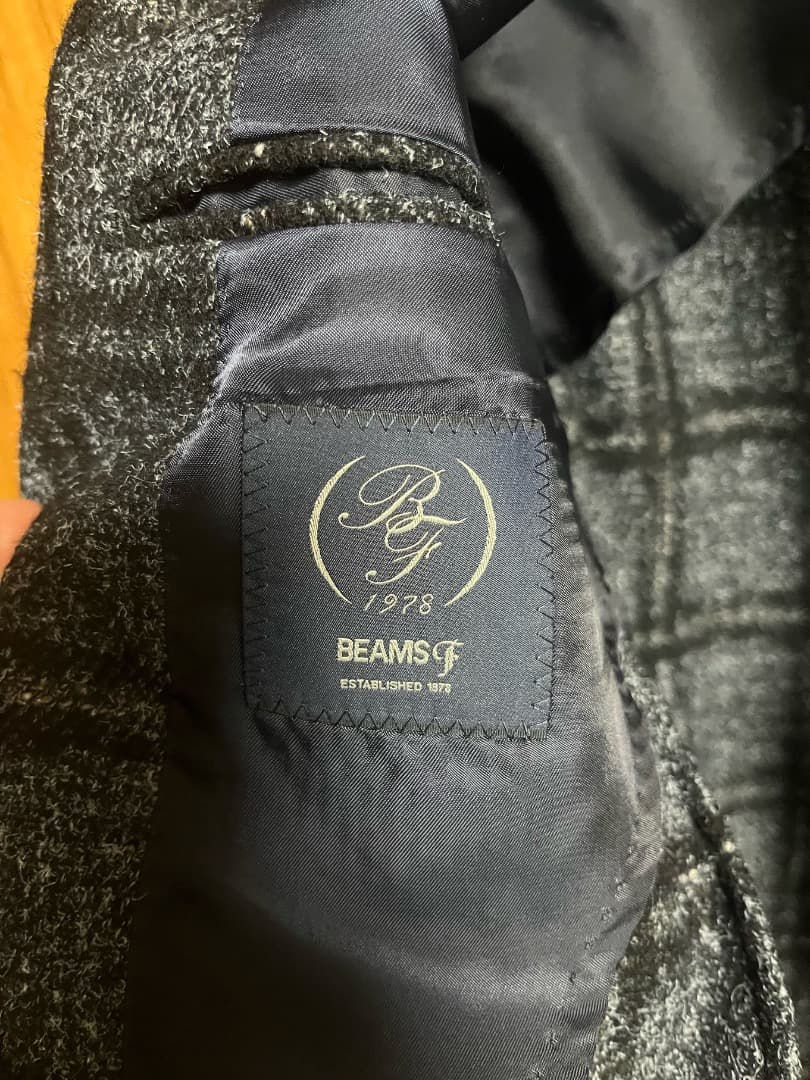 BF
1978
BEAMS F
ESTABLISHED 1978